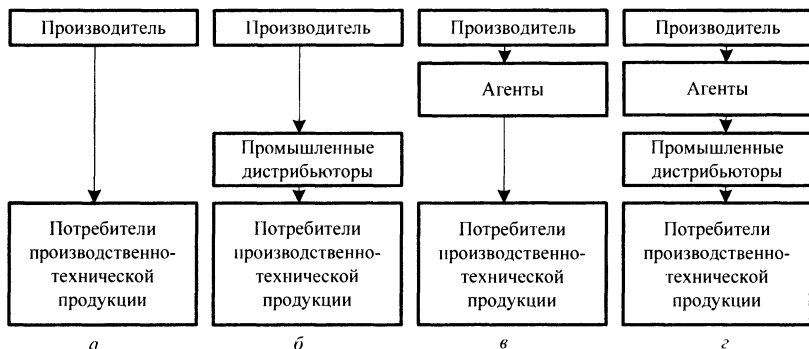 Производитель
Потребители
производственно-
технической
продукции
а
Производитель
Промышленные
дистрибьюторы
Потребители
производственно-
технической
продукции
б
Производитель
Агенты
Потребители
производственно-
технической
продукции
в
Производитель
Агенты
Промышленные
дистрибьюторы
Потребители
производственно-
технической
продукции
г